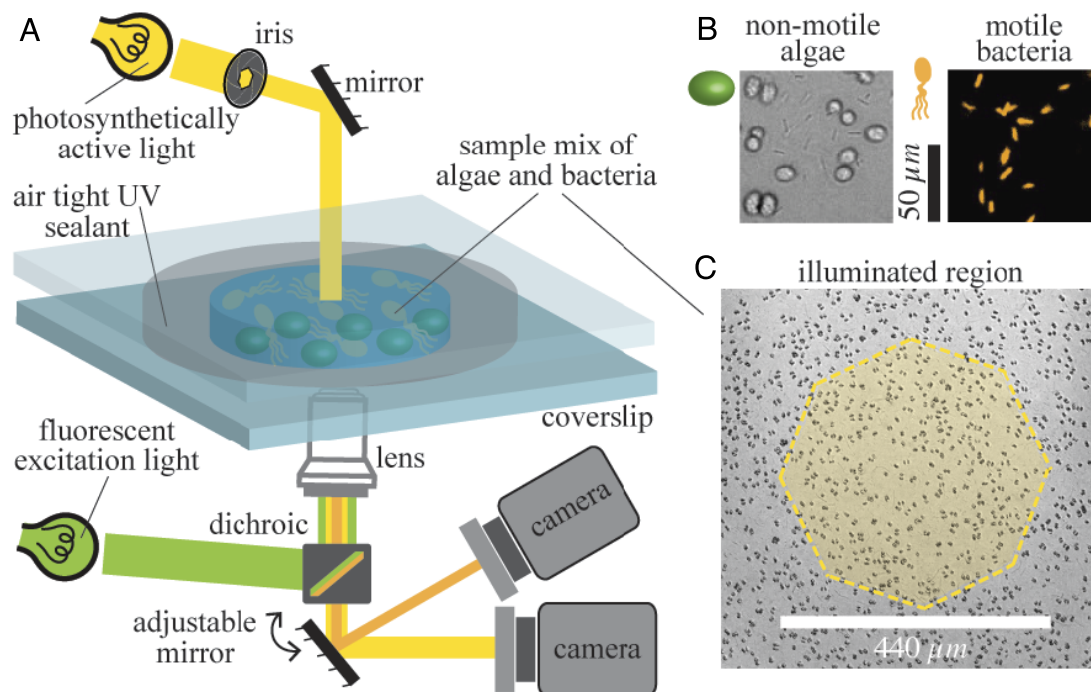 A
iris
mirror
photosynthetically
active light
sample mix of
algae and bacteria
air tight UV
sealant
coverslip
fluorescent
excitation light
lens
dichroic
camera
adjustable
mirror
camera
B
non-motile
algae
motile
bacteria
50 μm
C
illuminated region
440 μm